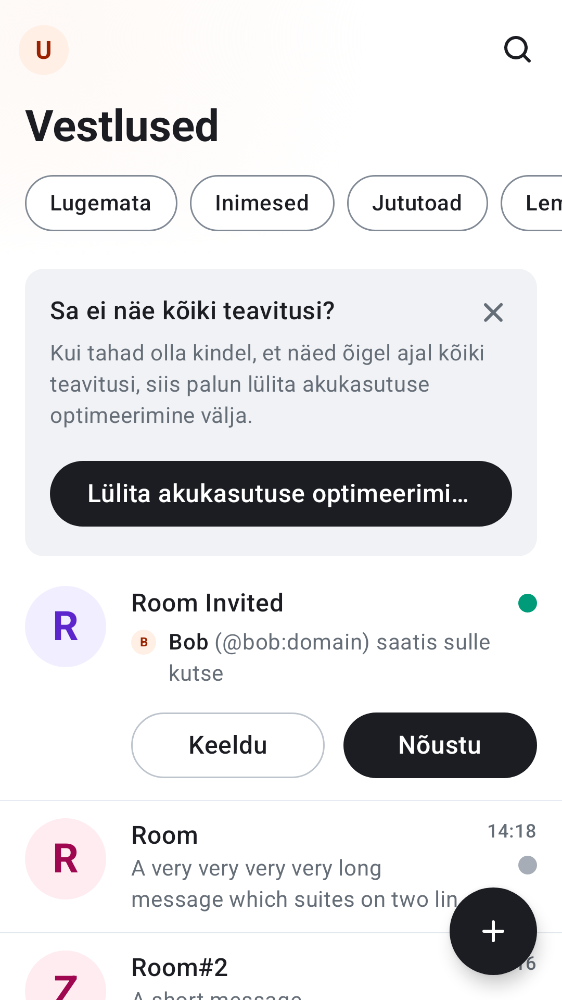 U
Vestlused
Lugemata
Inimesed
Jututoad
Lem
Sa ei näe kõiki teavitusi?
Kui tahad olla kindel, et näed õigel ajal kõiki
teavitusi, siis palun lülita akukasutuse
optimeerimine välja.
Lülita akukasutuse optimeerimi…
R
Room Invited
B
Bob (@bob:domain) saatis sulle
kutse
Keeldu
Nõustu
R
Room
14:18
A very very very very long
message which suites on two lin
Z
Room#2
16
A short message